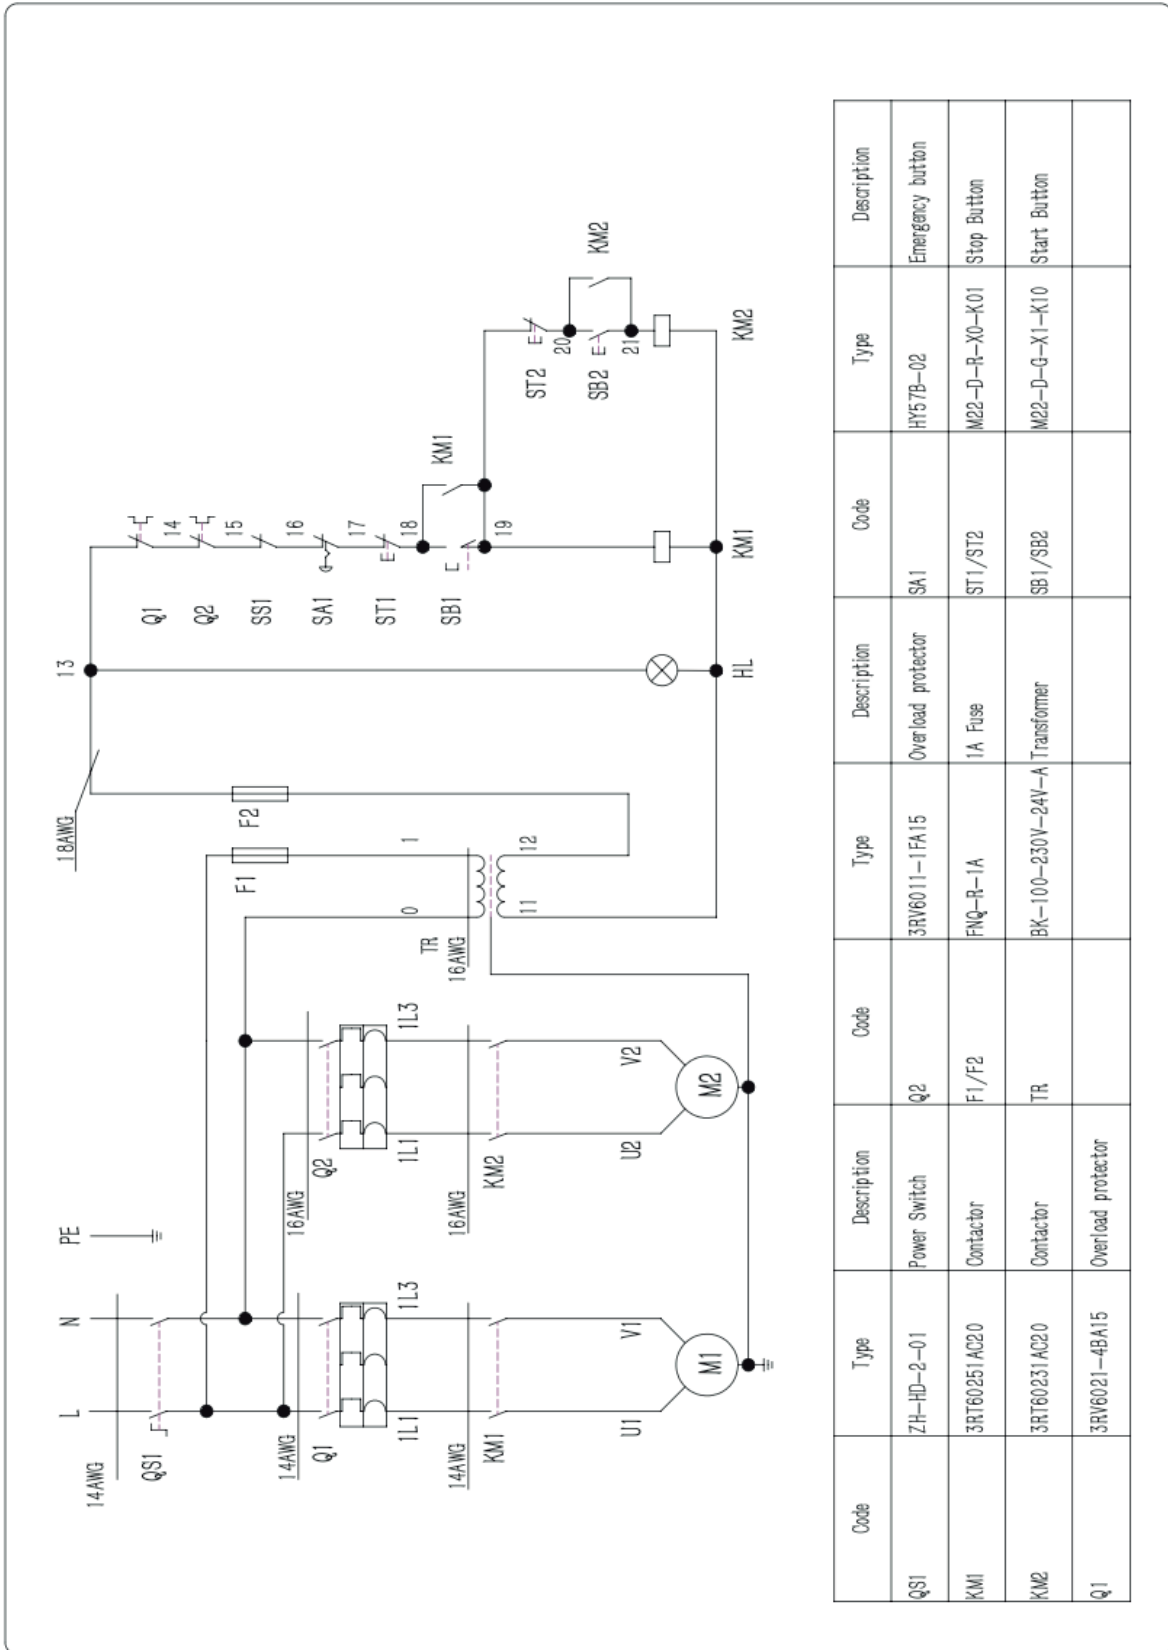 L
N
PE
18AWG
13
14AWG
QS1
Q1
14
Q2
15
F1
F2
SS1
16
14AWG
16AWG
Q1
Q2
SA1
17
ST1
18
1L1
1L3
1L1
1L3
0
1
TR
SB1
KM1
14AWG
16AWG
16AWG
KM1
KM2
19
11
12
ST2
20
SB2
KM2
21
U1
V1
U2
V2
M1
M2
HL
KM1
KM2
Code Type Description Code Type Description Code Type Description
QS1 ZH-HD-2-01 Power Switch Q2 3RV6011-1FA15 Overload protector SA1 HY57B-02 Emergency button
KM1 3RT60251AC20 Contactor F1/F2 FNQ-R-1A 1A Fuse ST1/ST2 M22-D-R-X0-K01 Stop Button
KM2 3RT60231AC20 Contactor TR BK-100-230V-24V-A Transformer SB1/SB2 M22-D-G-X1-K10 Start Button
Q1 3RV6021-4BA15 Overload protector